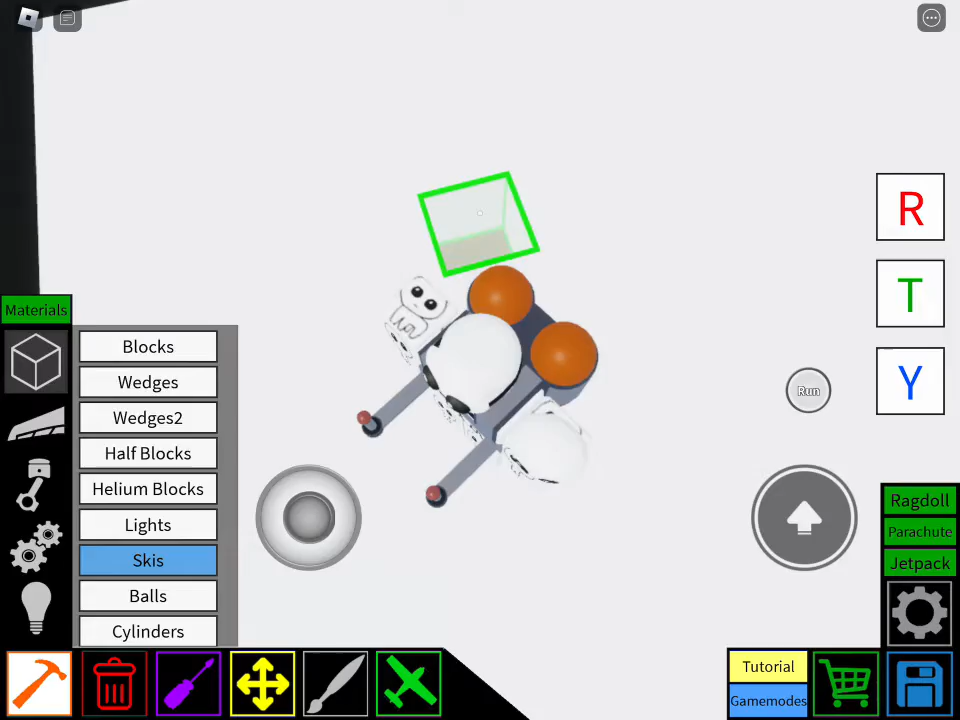 R
T
Y
Materials
Blocks
Wedges
Wedges2
Half Blocks
Helium Blocks
Lights
Skis
Balls
Cylinders
Run
Ragdoll
Parachute
Jetpack
Tutorial
Gamemodes